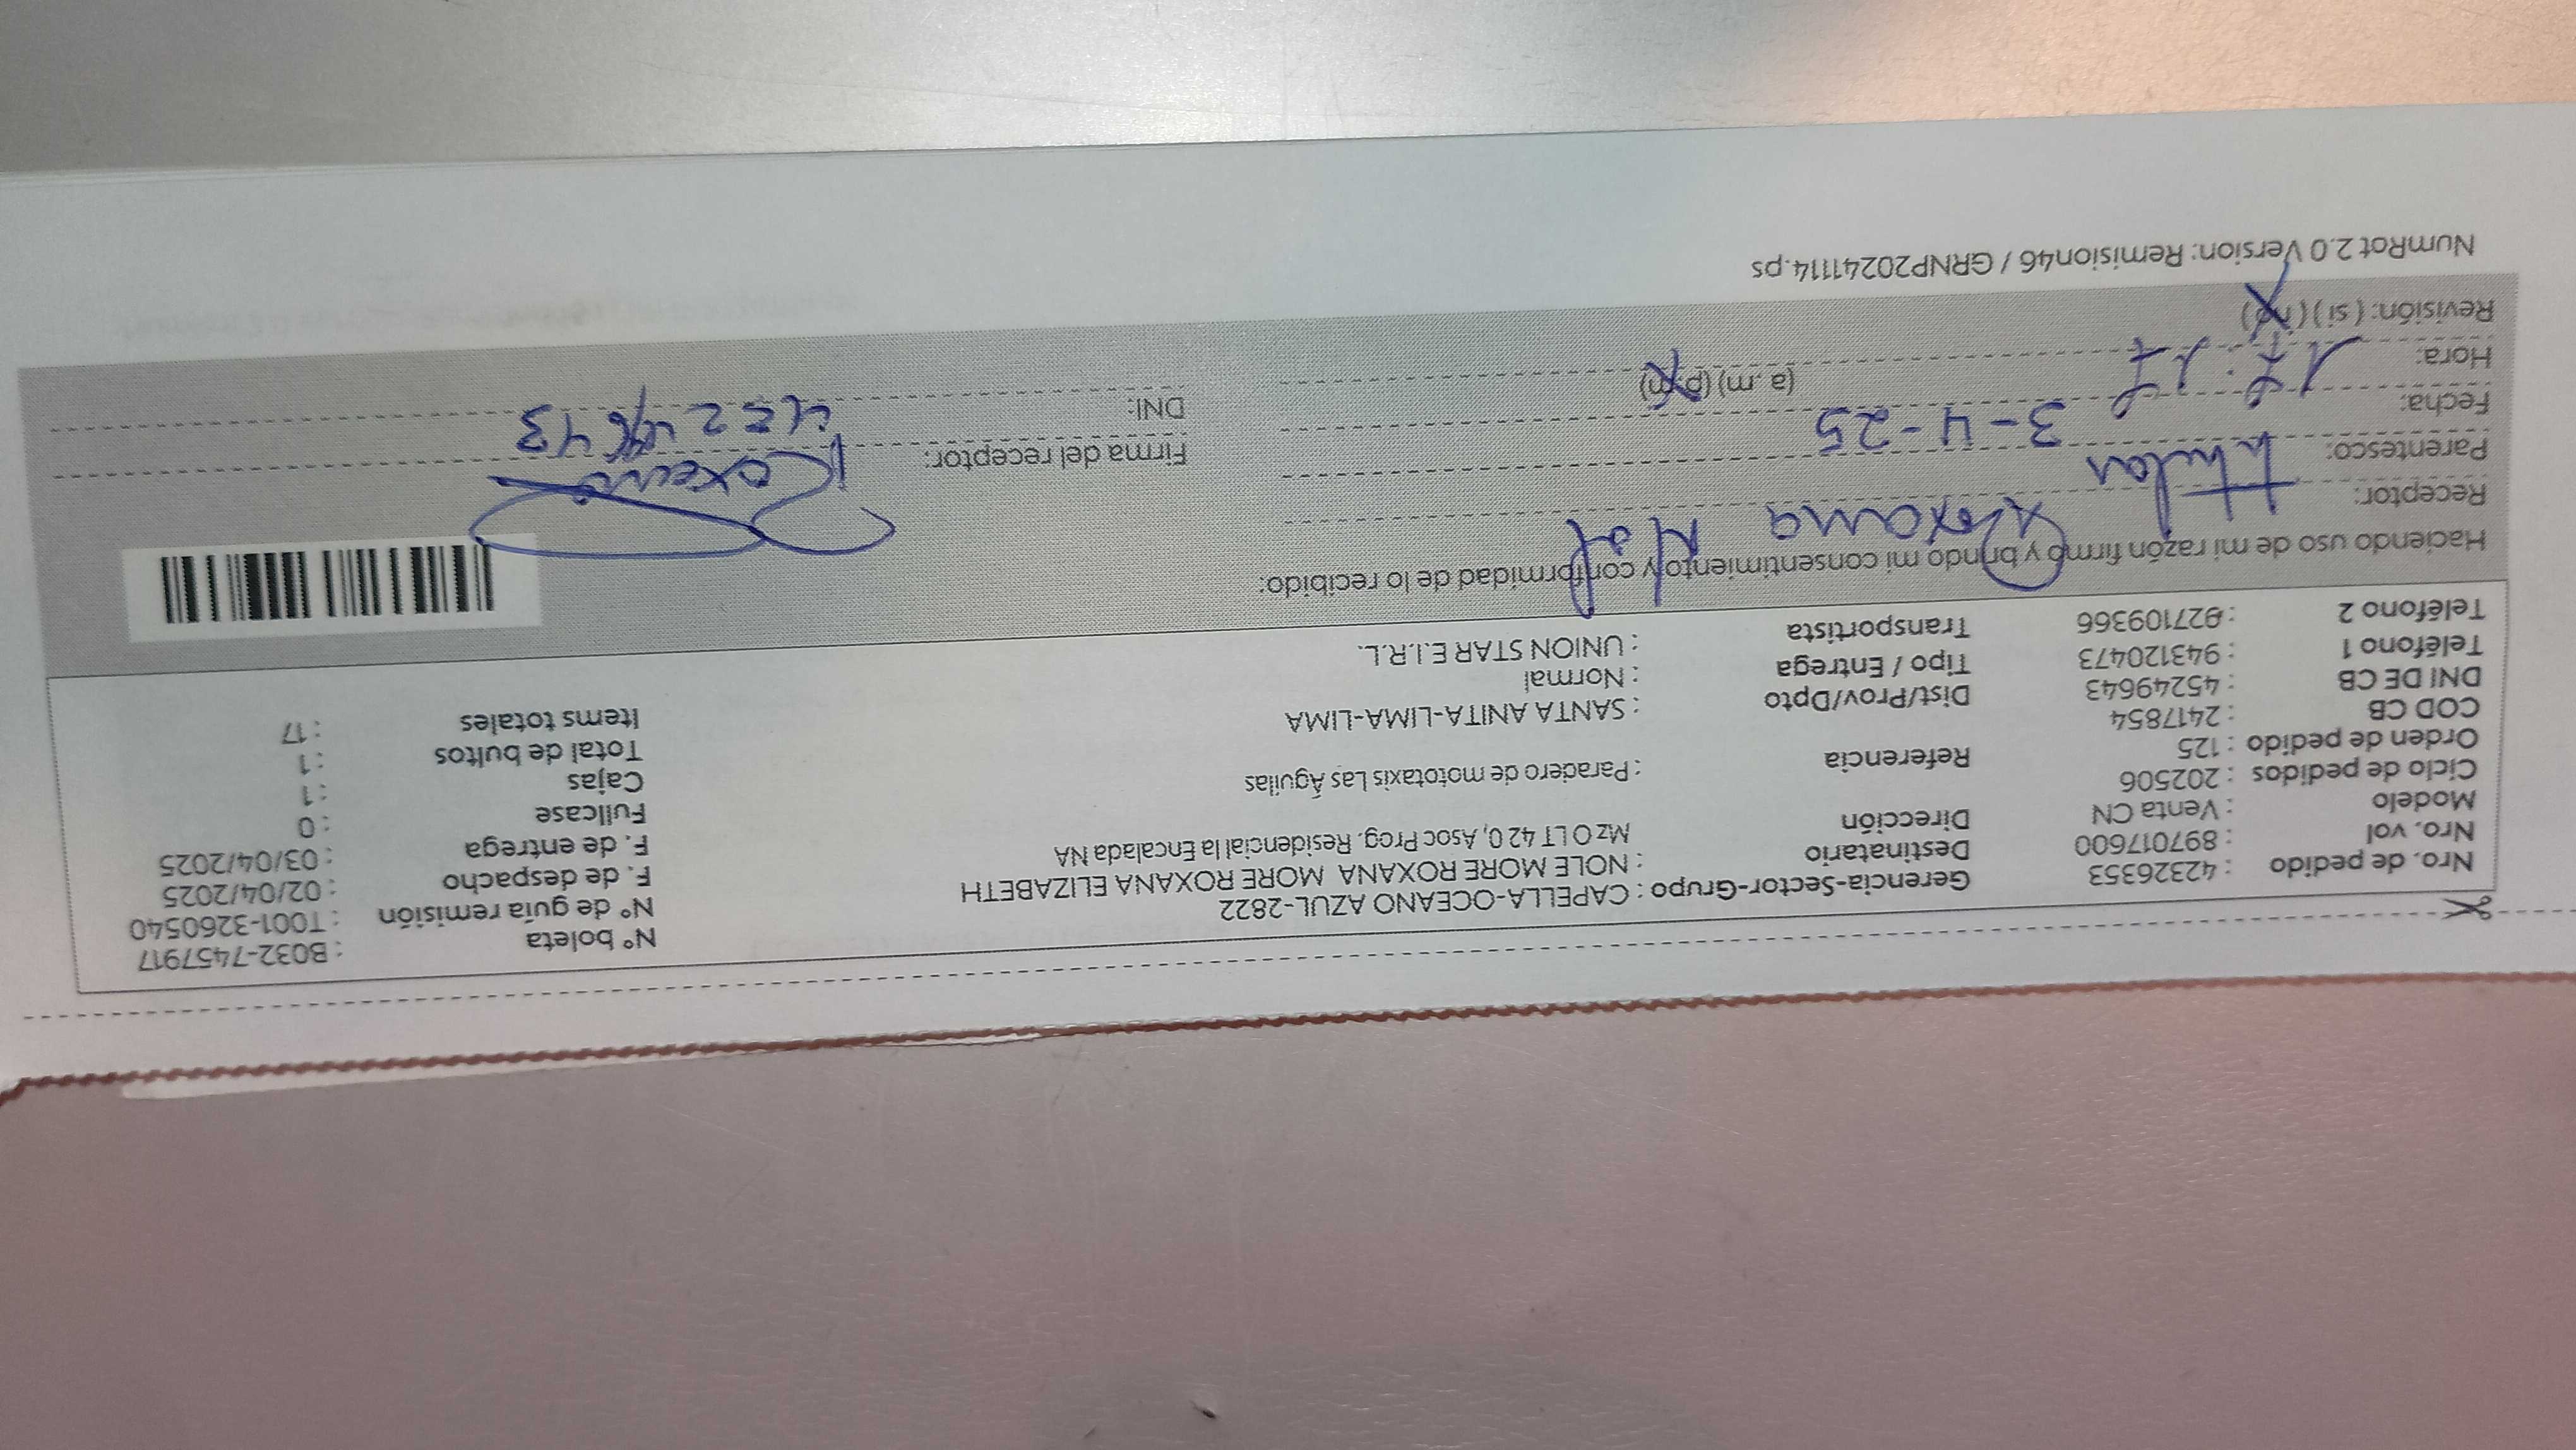 Nro. de pedido : 42326353 Gerencia-Sector-Grupo : CAPELLA-OCEANO AZUL-2822 N° boleta : B032-7457917
Nro. vol : 897017600 Destinatario : NOLE MORE ROXANA MORE ROXANA ELIZABETH N° de guía remisión : T001-3260540
Modelo : Venta CN Dirección Mz O LT 42 0, Asoc Prog. Residencial la Encalada NA F. de despacho : 02/04/2025
Ciclo de pedidos : 202506 F. de entrega : 03/04/2025
Orden de pedido : 125 Referencia : Paradero de mototaxis Las Águilas Fullcase : 0
COD CB : 2417854 Cajas : 1
DNI DE CB : 45249643 Dist/Prov/Dpto : SANTA ANITA-LIMA-LIMA Total de bultos : 1
Teléfono 1 : 943120473 Tipo / Entrega : Normal Items totales : 17
Teléfono 2 : 927109366 Transportista : UNION STAR E.I.R.L.
Haciendo uso de mi razón firmo y brindo mi consentimiento y conformidad de lo recibido:
Receptor: Roxana
Parentesco: titular Firma del receptor: Roxana
Fecha: 3-4-25 DNI:
Hora: (a.m) (p.m)
Revisión: (si) (no)
NumRot 2.0 Version: Remision46 / GRNP20241114.ps